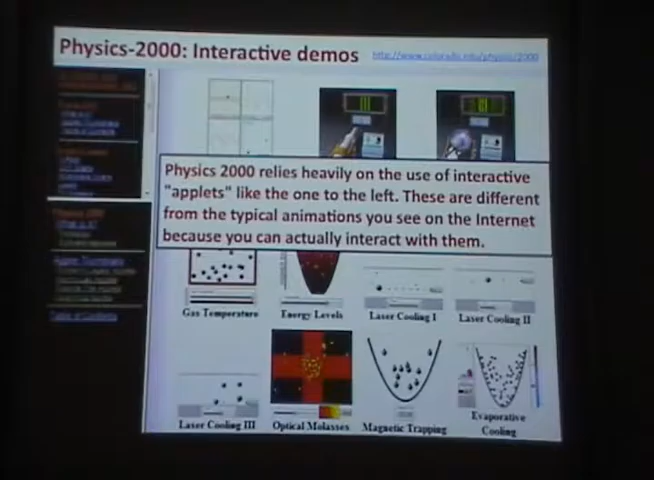 Physics-2000: Interactive demos
http://www.colorado.edu/physics/2000
Physics 2000 relies heavily on the use of interactive
"applets" like the one to the left. These are different
from the typical animations you see on the Internet
because you can actually interact with them.
Gas Temperature Energy Levels Laser Cooling I Laser Cooling II
Laser Cooling III Optical Molasses Magnetic Trapping Evaporative
Cooling
Table of Contents